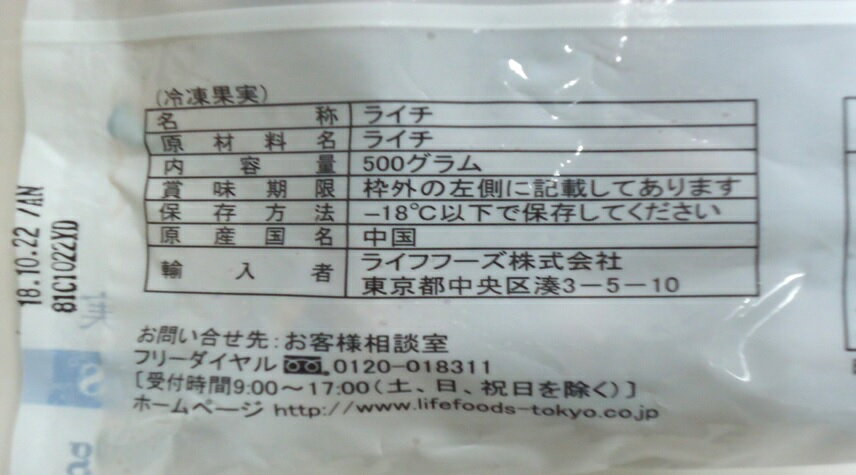 (冷凍果実)
名称 ライチ
原材料名 ライチ
内容量 500グラム
賞味期限 枠外の左側に記載してあります
保存方法 -18℃以下で保存してください
原産国名 中国
輸入者 ライフフーズ株式会社
東京都中央区湊3-5-10
お問い合せ先:お客様相談室
フリーダイヤル 0120-018311
[受付時間9:00~17:00(土、日、祝日を除く)]
ホームページ http://www.lifefoods-tokyo.co.jp
18.10.22 /AN
81C1022XD